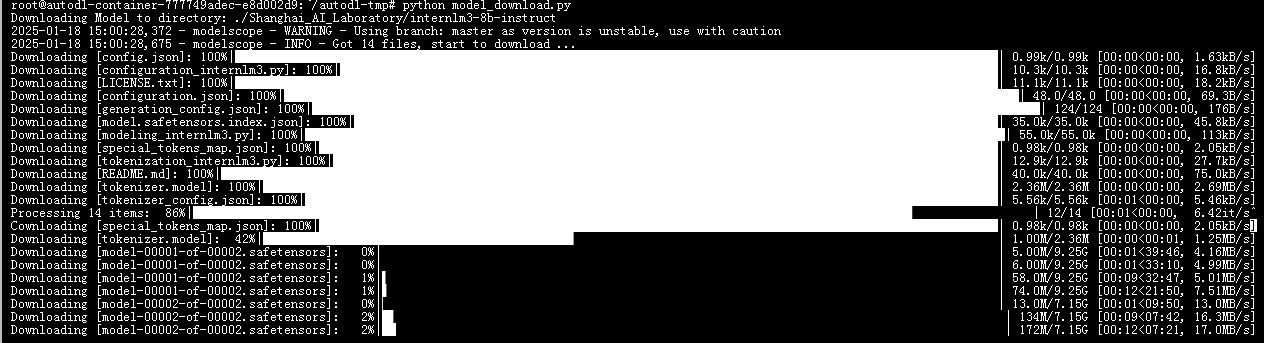 root@autodl-container-777749adec-e8d002d9:~/autodl-tmp# python model_download.py
Downloading Model to directory: ./Shanghai_AI_Laboratory/internlm3-8b-instruct
2025-01-18 15:00:28,372 - modelscope - WARNING - Using branch: master as version is unstable, use with caution
2025-01-18 15:00:28,675 - modelscope - INFO - Got 14 files, start to download ...
Downloading [config.json]: 100%| | 0.99k/0.99k [00:00<00:00, 1.63kB/s]
Downloading [configuration_internlm3.py]: 100%| | 10.3k/10.3k [00:00<00:00, 16.8kB/s]
Downloading [LICENSE.txt]: 100%| | 11.1k/11.1k [00:00<00:00, 18.2kB/s]
Downloading [configuration.json]: 100%| | 48.0/48.0 [00:00<00:00, 69.3B/s]
Downloading [generation_config.json]: 100%| | 124/124 [00:00<00:00, 176B/s]
Downloading [model.safetensors.index.json]: 100%| | 35.0k/35.0k [00:00<00:00, 45.8kB/s]
Downloading [modeling_internlm3.py]: 100%| | 55.0k/55.0k [00:00<00:00, 113kB/s]
Downloading [special_tokens_map.json]: 100%| | 0.98k/0.98k [00:00<00:00, 2.05kB/s]
Downloading [tokenization_internlm3.py]: 100%| | 12.9k/12.9k [00:00<00:00, 27.7kB/s]
Downloading [README.md]: 100%| | 40.0k/40.0k [00:00<00:00, 75.0kB/s]
Downloading [tokenizer.model]: 100%| | 2.36M/2.36M [00:00<00:00, 2.69MB/s]
Downloading [tokenizer_config.json]: 100%| | 5.56k/5.56k [00:01<00:00, 5.46kB/s]
Processing 14 items: 86%| | 12/14 [00:01<00:00, 6.42it/s
Cownloading [special_tokens_map.json]: 100%| | 0.98k/0.98k [00:00<00:00, 2.05kB/s]
Downloading [tokenizer.model]: 42%| | 1.00M/2.36M [00:00<00:01, 1.25MB/s]
Downloading [model-00001-of-00002.safetensors]: 0%| | 5.00M/9.25G [00:01<39:46, 4.16MB/s]
Downloading [model-00001-of-00002.safetensors]: 0%| | 6.00M/9.25G [00:01<33:10, 4.99MB/s]
Downloading [model-00001-of-00002.safetensors]: 1%| | 58.0M/9.25G [00:09<32:47, 5.01MB/s]
Downloading [model-00001-of-00002.safetensors]: 1%| | 74.0M/9.25G [00:12<21:50, 7.51MB/s]
Downloading [model-00002-of-00002.safetensors]: 0%| | 13.0M/7.15G [00:01<09:50, 13.0MB/s]
Downloading [model-00002-of-00002.safetensors]: 2%| | 134M/7.15G [00:09<07:42, 16.3MB/s]
Downloading [model-00002-of-00002.safetensors]: 2%| | 172M/7.15G [00:12<07:21, 17.0MB/s]